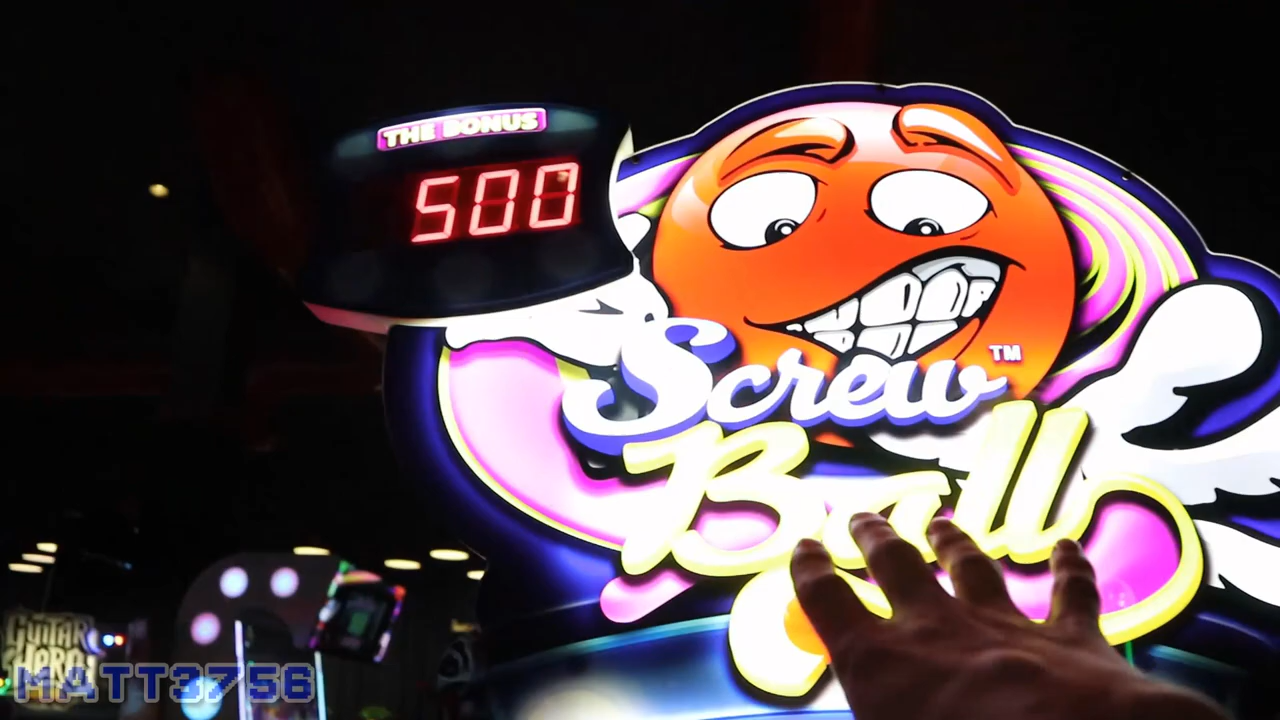 THE BONUS
500
Screw™
Ball
GUITAR
HERO
MATT3756